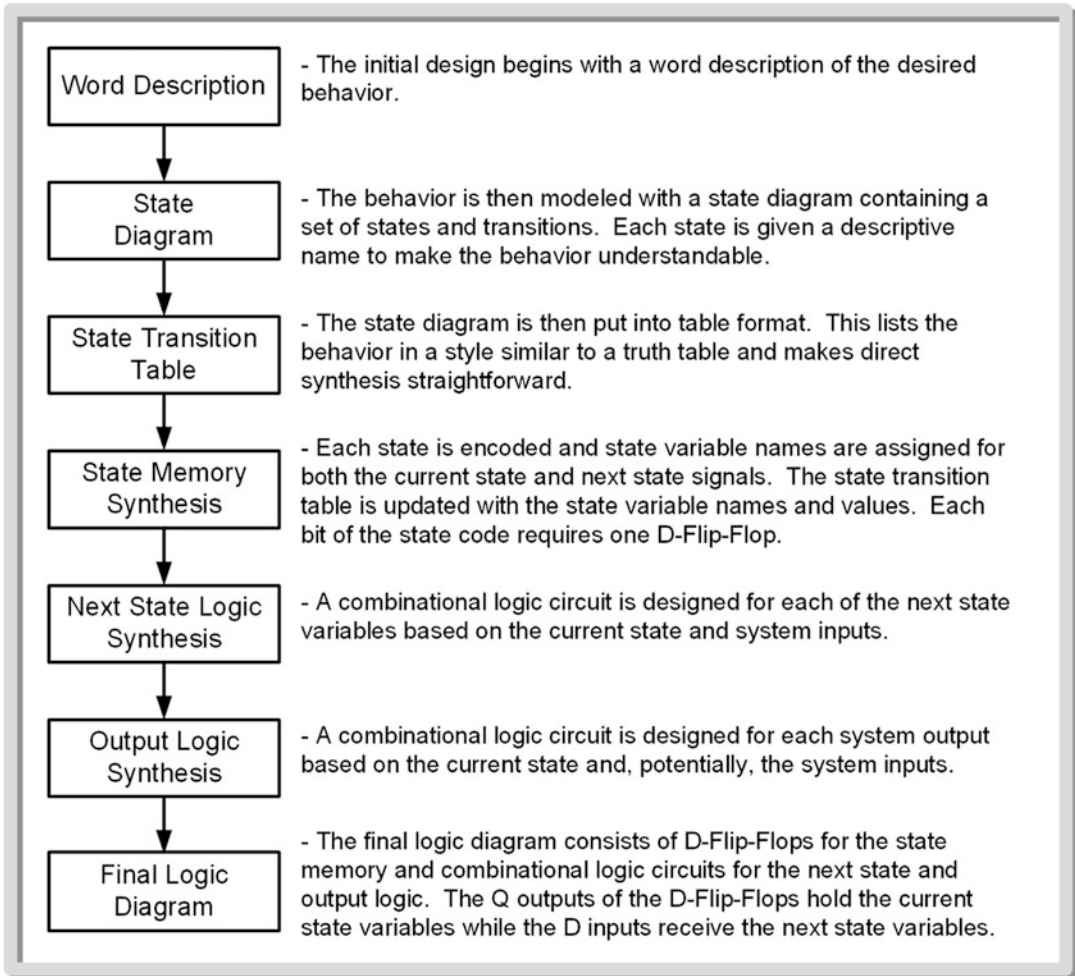 Word Description
- The initial design begins with a word description of the desired
behavior.
State
Diagram
- The behavior is then modeled with a state diagram containing a
set of states and transitions. Each state is given a descriptive
name to make the behavior understandable.
State Transition
Table
- The state diagram is then put into table format. This lists the
behavior in a style similar to a truth table and makes direct
synthesis straightforward.
State Memory
Synthesis
- Each state is encoded and state variable names are assigned for
both the current state and next state signals. The state transition
table is updated with the state variable names and values. Each
bit of the state code requires one D-Flip-Flop.
Next State Logic
Synthesis
- A combinational logic circuit is designed for each of the next state
variables based on the current state and system inputs.
Output Logic
Synthesis
- A combinational logic circuit is designed for each system output
based on the current state and, potentially, the system inputs.
Final Logic
Diagram
- The final logic diagram consists of D-Flip-Flops for the state
memory and combinational logic circuits for the next state and
output logic. The Q outputs of the D-Flip-Flops hold the current
state variables while the D inputs receive the next state variables.